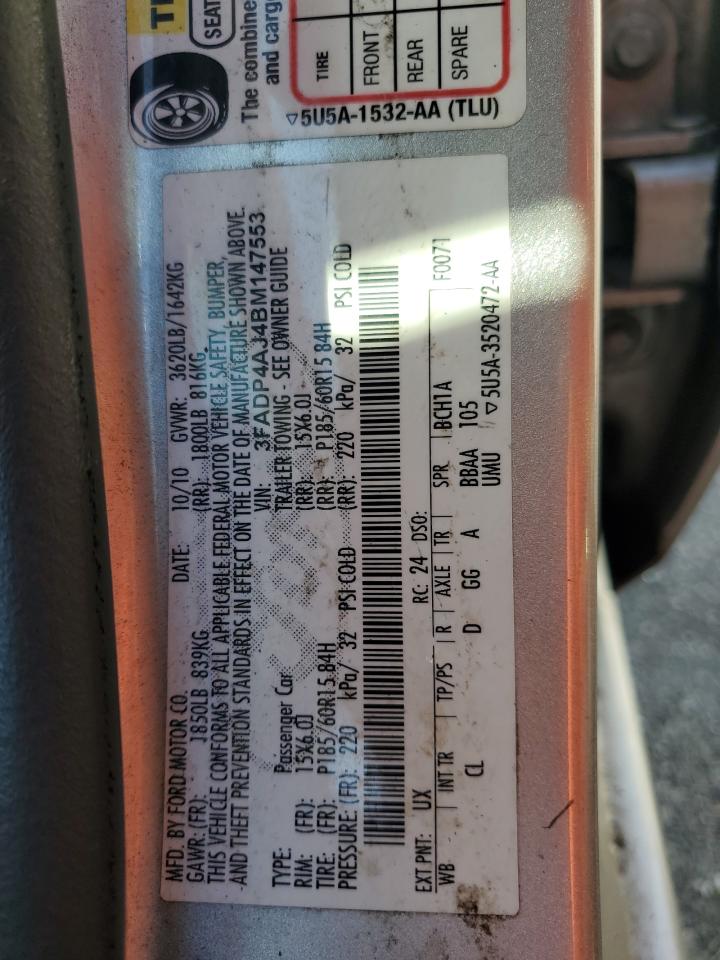 SEAT
The combine
and cargo
TIRE
FRONT
REAR
SPARE
▽5U5A-1532-AA (TLU)
MFD. BY FORD MOTOR CO. DATE: 10/10 GVWR: 3620LB/1642KG
GAWR: (FR): 1850LB 839KG (RR): 1800LB 816KG
THIS VEHICLE CONFORMS TO ALL APPLICABLE FEDERAL MOTOR VEHICLE SAFETY, BUMPER,
AND THEFT PREVENTION STANDARDS IN EFFECT ON THE DATE OF MANUFACTURE SHOWN ABOVE.
VIN: 3FADP4AJ4BM147553
TYPE: Passenger Car TRAILER TOWING - SEE OWNER GUIDE
RIM: (FR): 15X6.0J (RR): 15X6.0J
TIRE: (FR): P185/60R15 84H (RR): P185/60R15 84H
PRESSURE: (FR): 220 kPa/ 32 PSI COLD (RR): 220 kPa/ 32 PSI COLD
EXT PNT: UX RC: 24 DSO: F0071
WB | INT TR | TP/PS | R | AXLE | TR | SPR | BCH1A
CL D GG A BBAA 105
UMU
▽5U5A-3520472-AA